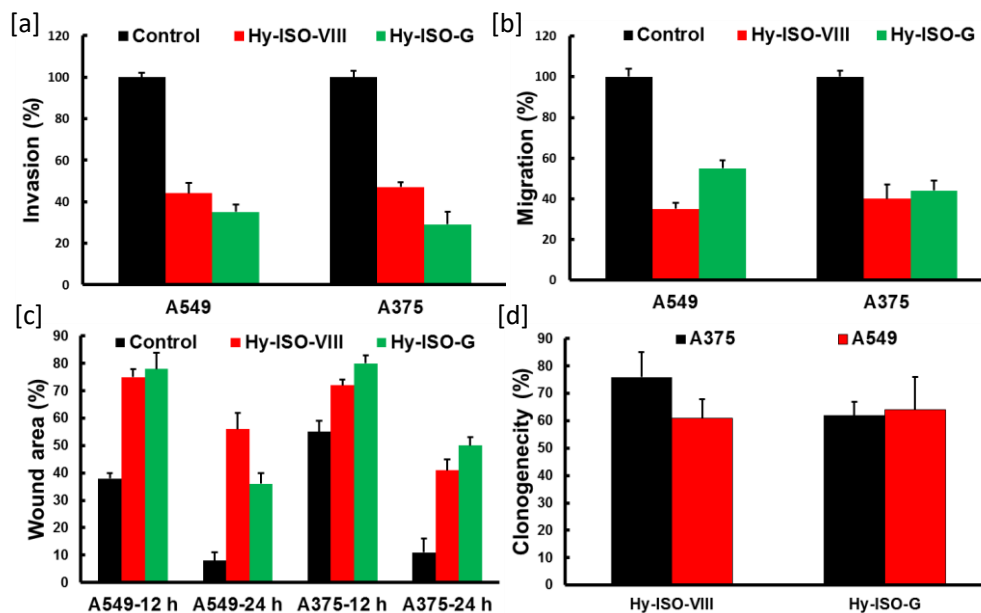 [a]
Control Hy-ISO-VIII Hy-ISO-G
Invasion (%)
120
100
80
60
40
20
0
A549 A375
[b]
Control Hy-ISO-VIII Hy-ISO-G
Migration (%)
120
100
80
60
40
20
0
A549 A375
[c]
Control Hy-ISO-VIII Hy-ISO-G
Wound area (%)
90
80
70
60
50
40
30
20
10
0
A549-12 h A549-24 h A375-12 h A375-24 h
[d]
A375 A549
Clonogenecity (%)
90
80
70
60
50
40
30
20
10
0
Hy-ISO-VIII Hy-ISO-G